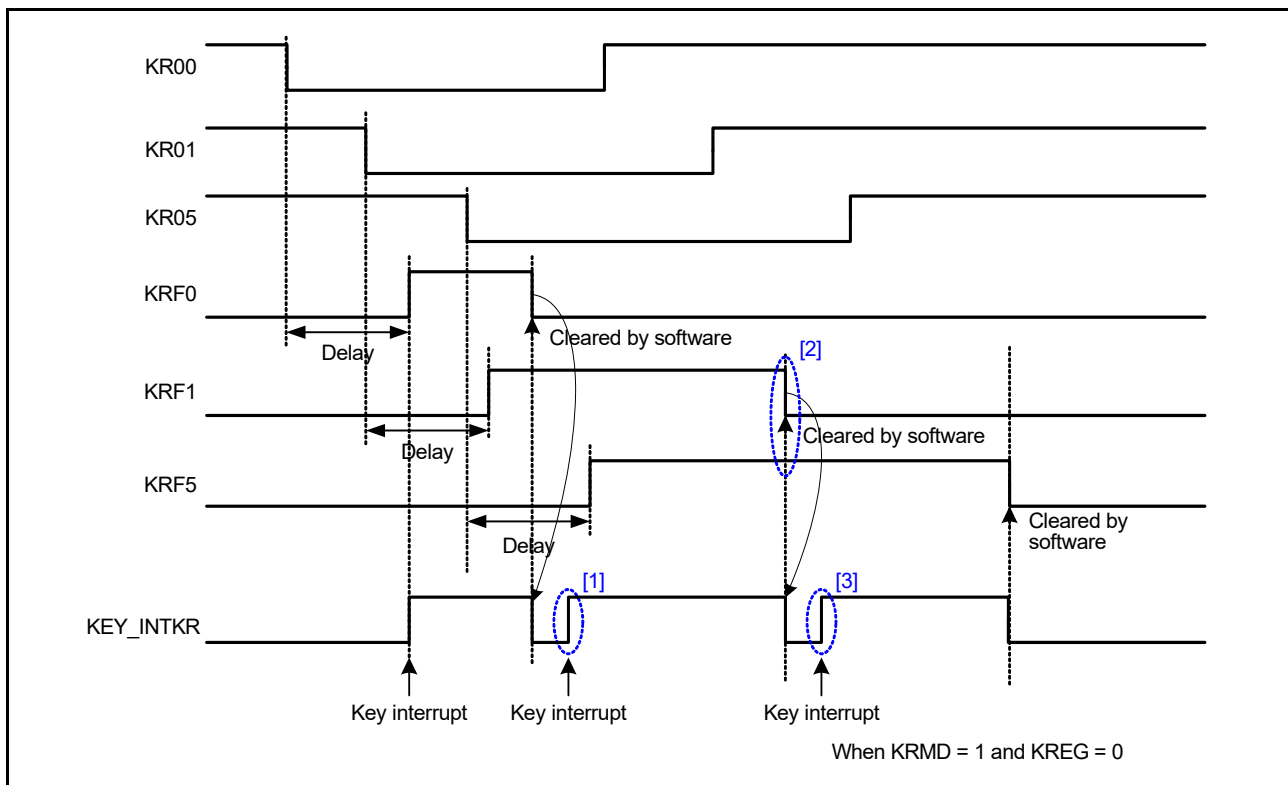 KR00
KR01
KR05
KRF0
Cleared by software
Delay
[2]
KRF1
Cleared by software
Delay
KRF5
Cleared by
software
Delay
[1]
[3]
KEY_INTKR
Key interrupt
Key interrupt
Key interrupt
When KRMD = 1 and KREG = 0